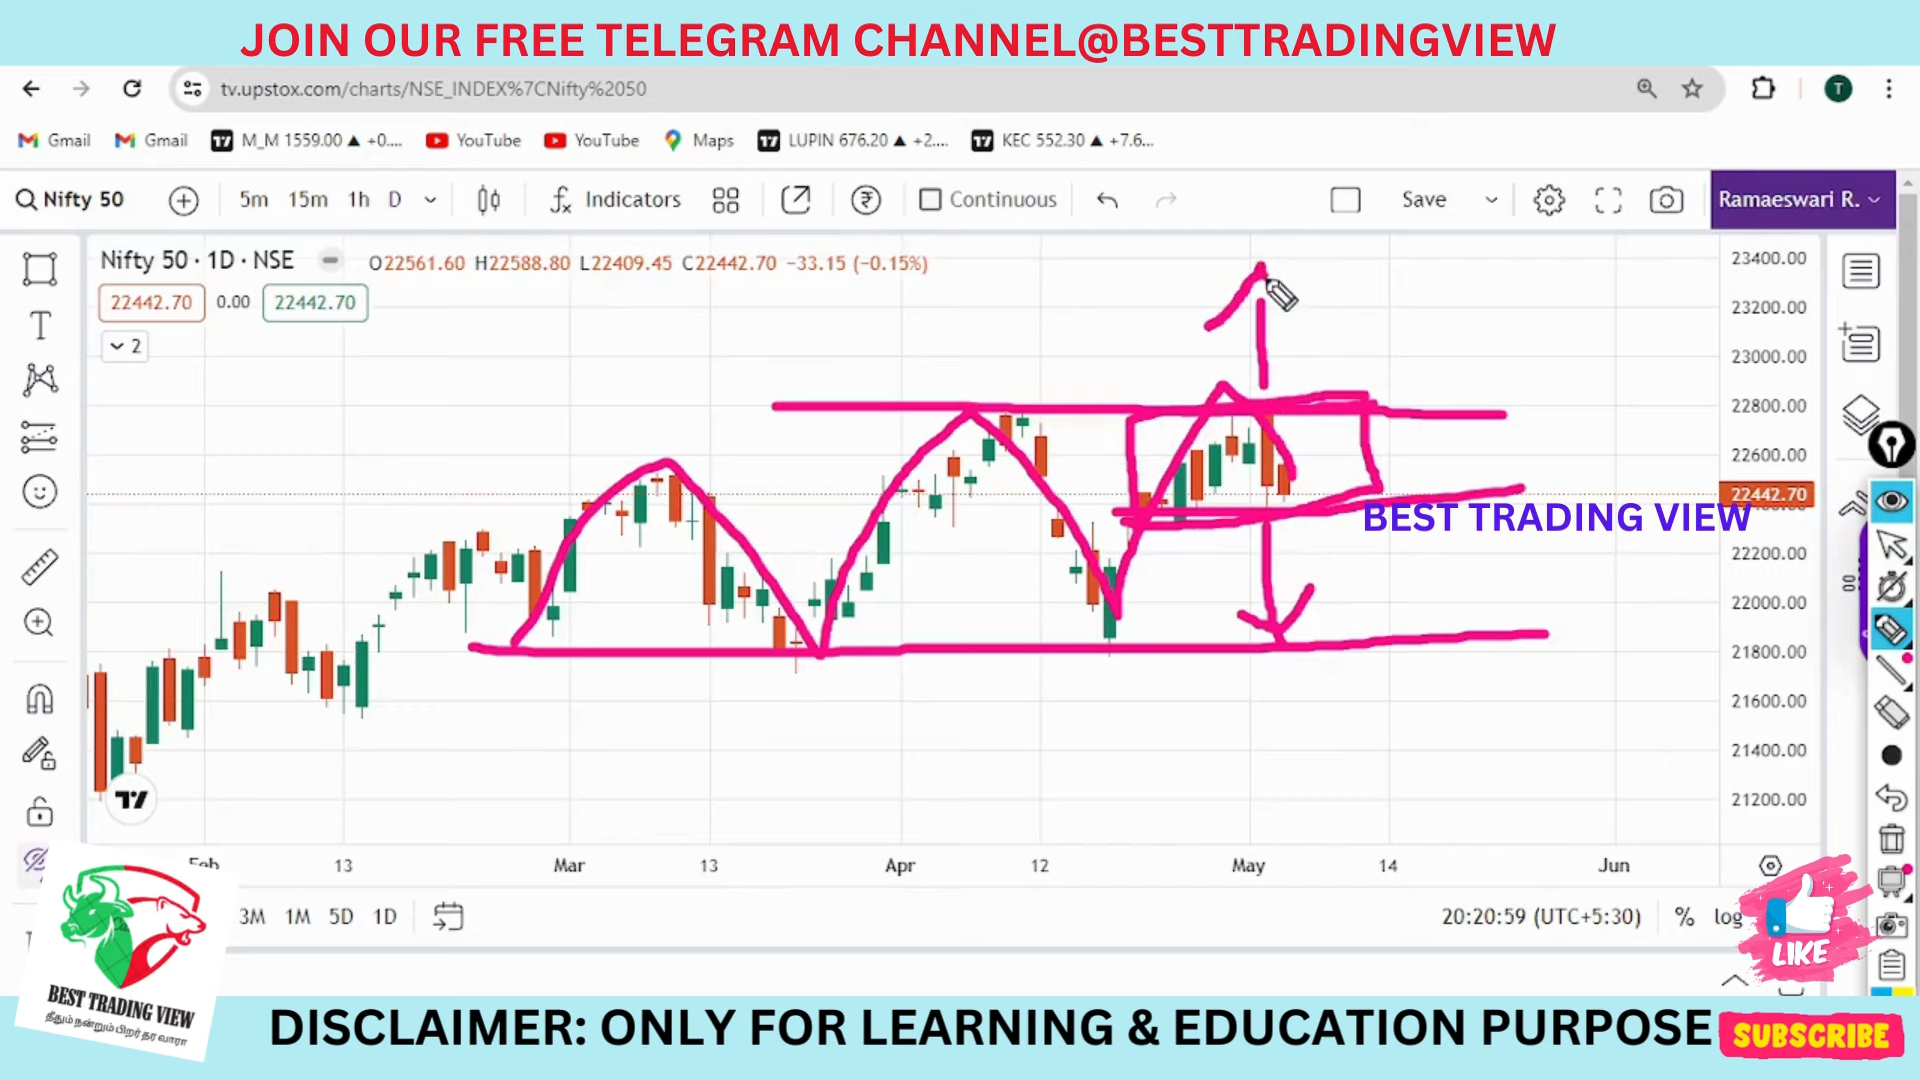 JOIN OUR FREE TELEGRAM CHANNEL@BESTTRADINGVIEW
tv.upstox.com/charts/NSE_INDEX%7CNifty%2050
T
Gmail
Gmail
M_M 1559.00 ▲ +0....
YouTube
YouTube
Maps
LUPIN 676.20 ▲ +2....
KEC 552.30 ▲ +7.6...
Nifty 50
5m 15m 1h D
Indicators
Continuous
Save
Ramaeswari R.
Nifty 50 · 1D · NSE
O22561.60 H22588.80 L22409.45 C22442.70 −33.15 (−0.15%)
22442.70 0.00 22442.70
2
23400.00
23200.00
23000.00
22800.00
22600.00
22442.70
BEST TRADING VIEW
22200.00
22000.00
21800.00
21600.00
21400.00
21200.00
13 Mar 13 Apr 12 May 14 Jun
3M 1M 5D 1D
20:20:59 (UTC+5:30)
% log
LIKE
BEST TRADING VIEW
தீதும் நன்றும் பிறர் தர வாரா
DISCLAIMER: ONLY FOR LEARNING & EDUCATION PURPOSE
SUBSCRIBE